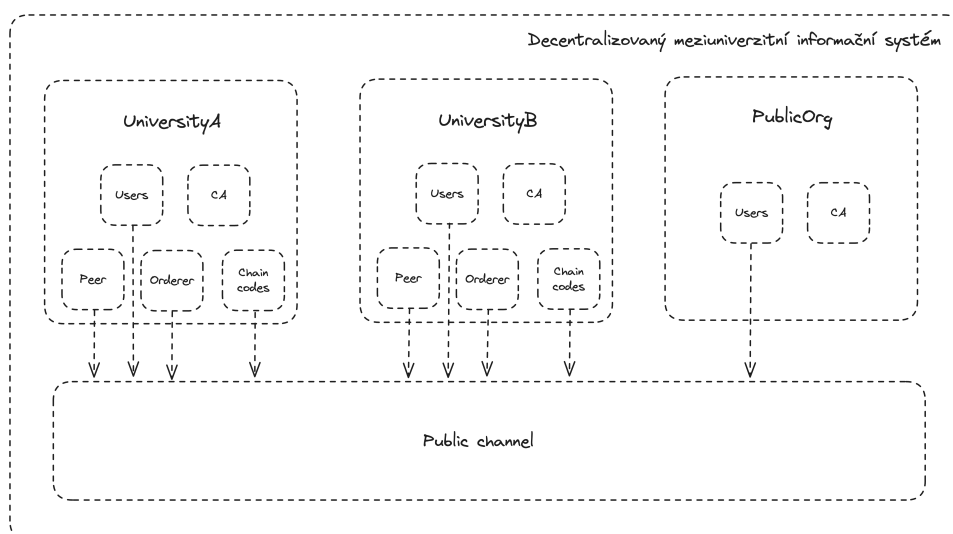 Decentralizovaný meziuniverzitní informační systém
UniversityA
Users
CA
Peer
Orderer
Chain
codes
UniversityB
Users
CA
Peer
Orderer
Chain
codes
PublicOrg
Users
CA
Public channel